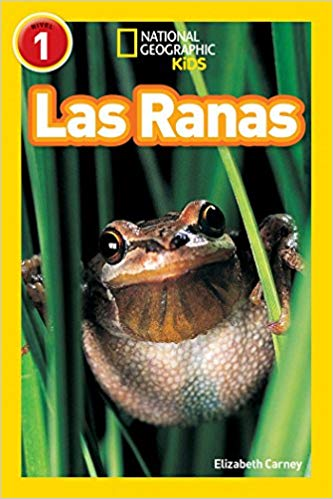 NIVEL
1
NATIONAL
GEOGRAPHIC
KiDS
Las Ranas
Elizabeth Carney